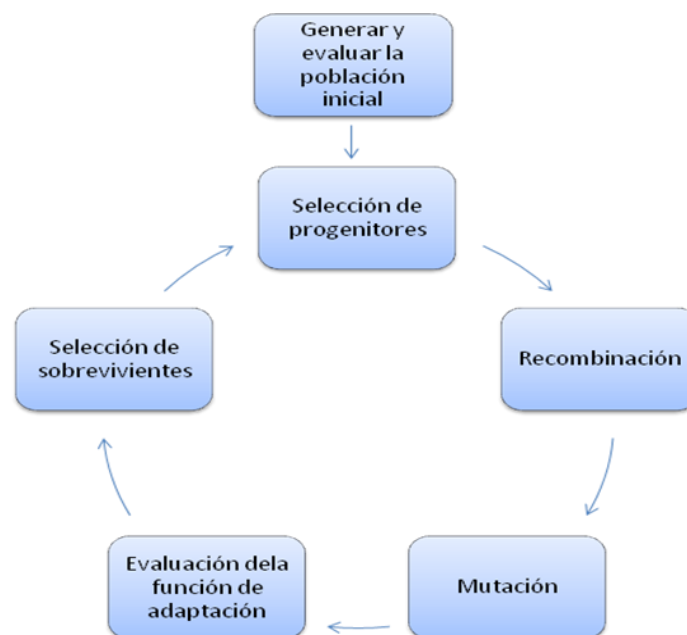 Generar y
evaluar la
población
inicial
Selección de
progenitores
Recombinación
Mutación
Evaluación dela
función de
adaptación
Selección de
sobrevivientes